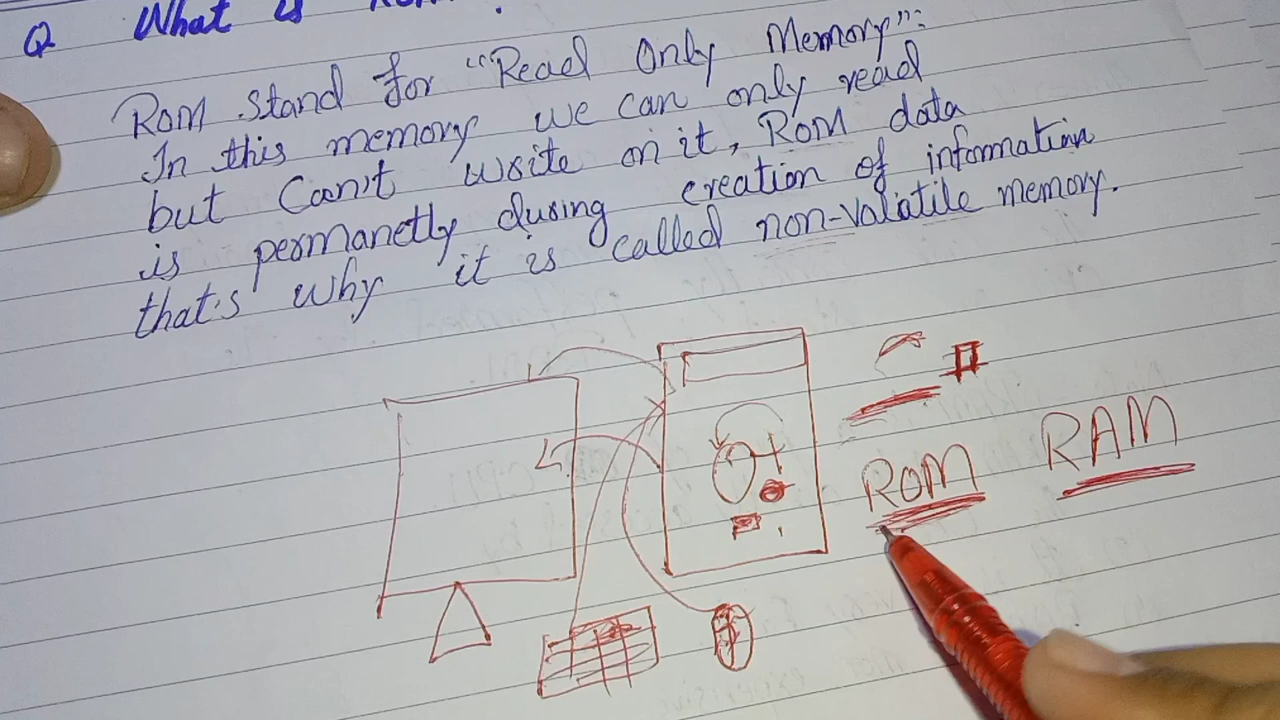 Q What is ROM ?
ROM stand for "Read Only Memory":
In this memory we can only read
but Can't write on it, ROM data
is permanetly during creation of information
that's why it is called non-volatile memory.
ROM RAM